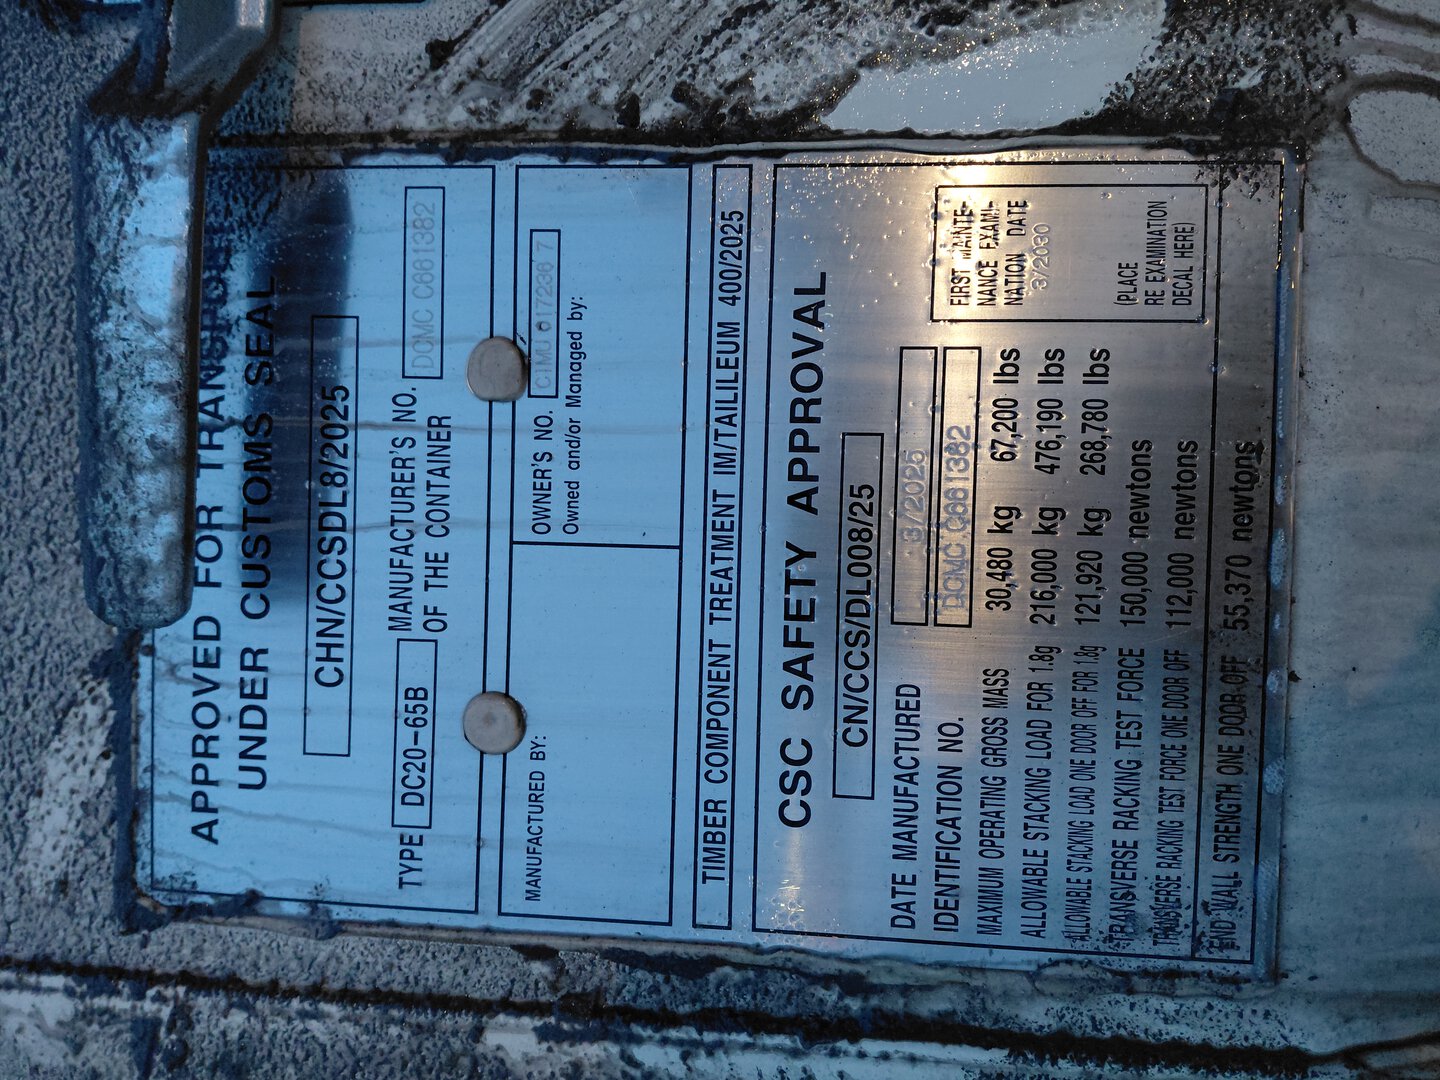 APPROVED FOR TRANSPORT
UNDER CUSTOMS SEAL
CHN/CCSDL8/2025
TYPE DC20-65B
MANUFACTURER'S NO.
OF THE CONTAINER
DCMC C6613B2
MANUFACTURED BY:
OWNER'S NO.
Owned and/or Managed by:
TIMBER COMPONENT TREATMENT IM/TAILILEUM 400/2025
CSC SAFETY APPROVAL
CN/CCS/DL008/25
DATE MANUFACTURED 3/2025
IDENTIFICATION NO.
MAXIMUM OPERATING GROSS MASS 30,480 kg 67,200 lbs
ALLOWABLE STACKING LOAD FOR 1.8g 216,000 kg 476,190 lbs
ALLOWABLE STACKING LOAD ONE DOOR OFF FOR 1.8g 121,920 kg 268,780 lbs
TRANSVERSE RACKING TEST FORCE 150,000 newtons
TRANSVERSE RACKING TEST FORCE ONE DOOR OFF 112,000 newtons
END WALL STRENGTH ONE DOOR OFF 55,370 newtons
FIRST MAINTE-
NANCE EXAMI-
NATION DATE
3/2030
(PLACE
RE EXAMINATION
DECAL HERE)